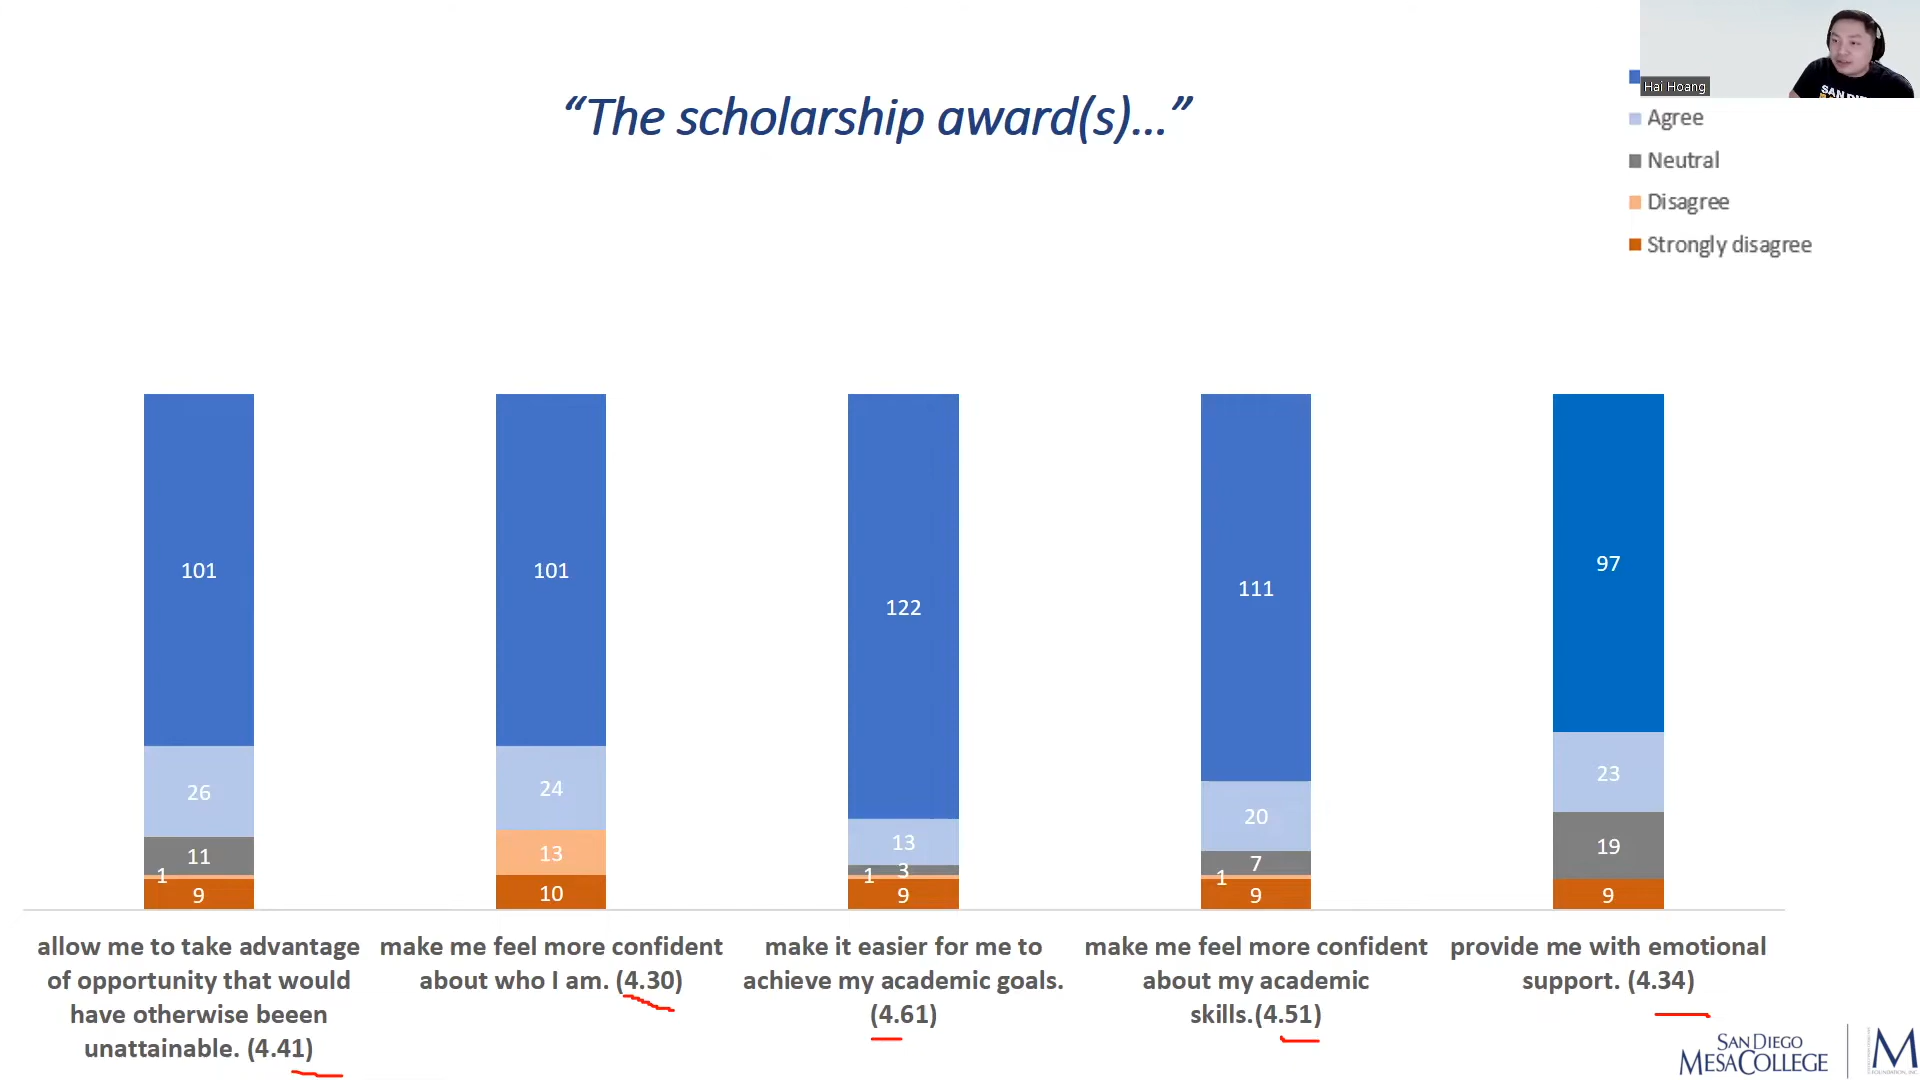 “The scholarship award(s)...”
Hai Hoang
SAN DI
Agree
Neutral
Disagree
Strongly disagree
101
26
11
1
9
101
24
13
10
122
13
3
1
9
111
20
7
1
9
97
23
19
9
allow me to take advantage
of opportunity that would
have otherwise beeen
unattainable. (4.41)
make me feel more confident
about who I am. (4.30)
make it easier for me to
achieve my academic goals.
(4.61)
make me feel more confident
about my academic
skills.(4.51)
provide me with emotional
support. (4.34)
SAN DIEGO
MESA COLLEGE
M